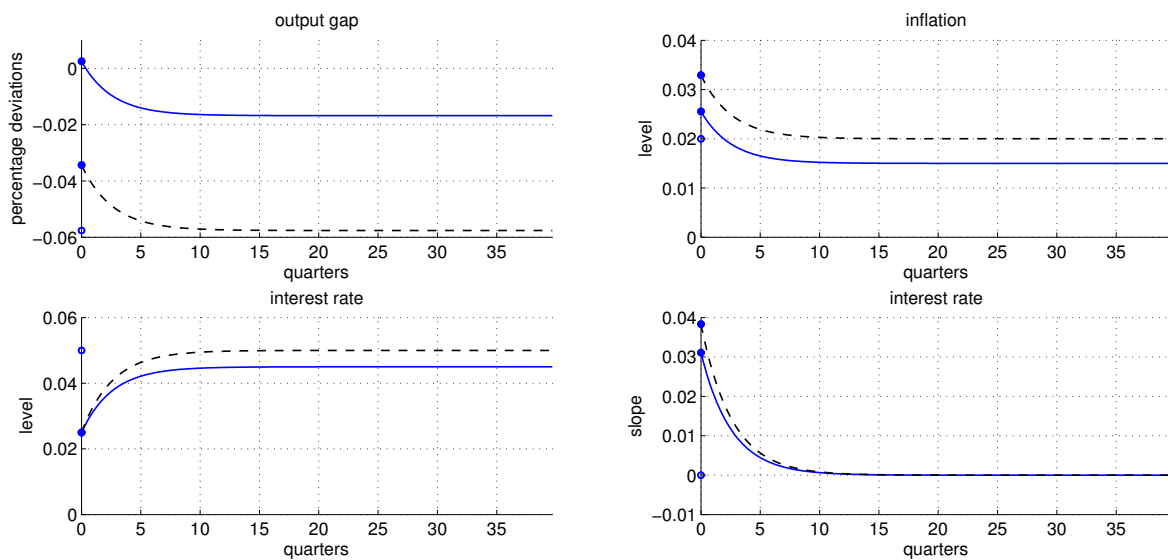 output gap
percentage deviations
0
−0.02
−0.04
−0.06
0 5 10 15 20 25 30 35
quarters
inflation
level
0.04
0.03
0.02
0.01
0
0 5 10 15 20 25 30 35
quarters
interest rate
level
0.06
0.04
0.02
0
0 5 10 15 20 25 30 35
quarters
interest rate
slope
0.04
0.03
0.02
0.01
0
−0.01
0 5 10 15 20 25 30 35
quarters